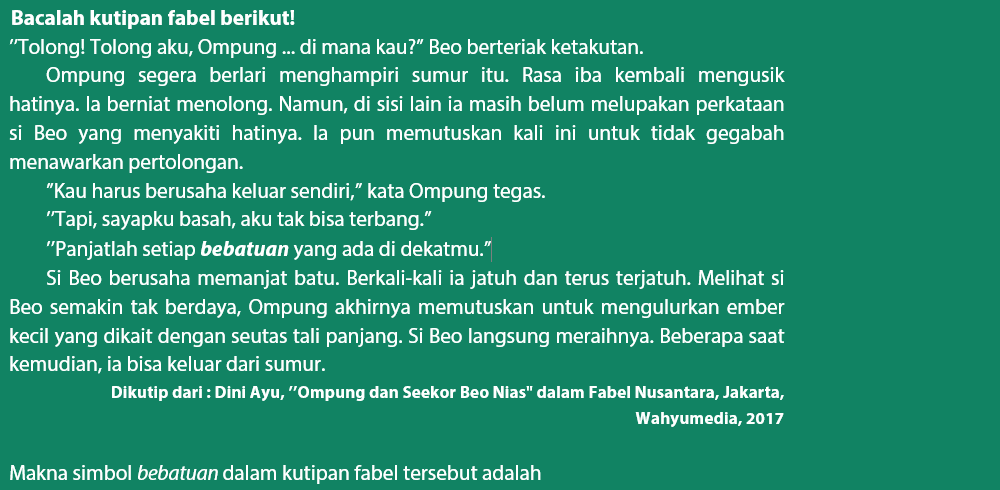 Bacalah kutipan fabel berikut!
’’Tolong! Tolong aku, Ompung ... di mana kau?” Beo berteriak ketakutan.
Ompung segera berlari menghampiri sumur itu. Rasa iba kembali mengusik
hatinya. Ia berniat menolong. Namun, di sisi lain ia masih belum melupakan perkataan
si Beo yang menyakiti hatinya. Ia pun memutuskan kali ini untuk tidak gegabah
menawarkan pertolongan.
”Kau harus berusaha keluar sendiri,” kata Ompung tegas.
’’Tapi, sayapku basah, aku tak bisa terbang.”
’’Panjatlah setiap bebatuan yang ada di dekatmu.”
Si Beo berusaha memanjat batu. Berkali-kali ia jatuh dan terus terjatuh. Melihat si
Beo semakin tak berdaya, Ompung akhirnya memutuskan untuk mengulurkan ember
kecil yang dikait dengan seutas tali panjang. Si Beo langsung meraihnya. Beberapa saat
kemudian, ia bisa keluar dari sumur.
Dikutip dari : Dini Ayu, ’’Ompung dan Seekor Beo Nias" dalam Fabel Nusantara, Jakarta,
Wahyumedia, 2017
Makna simbol bebatuan dalam kutipan fabel tersebut adalah